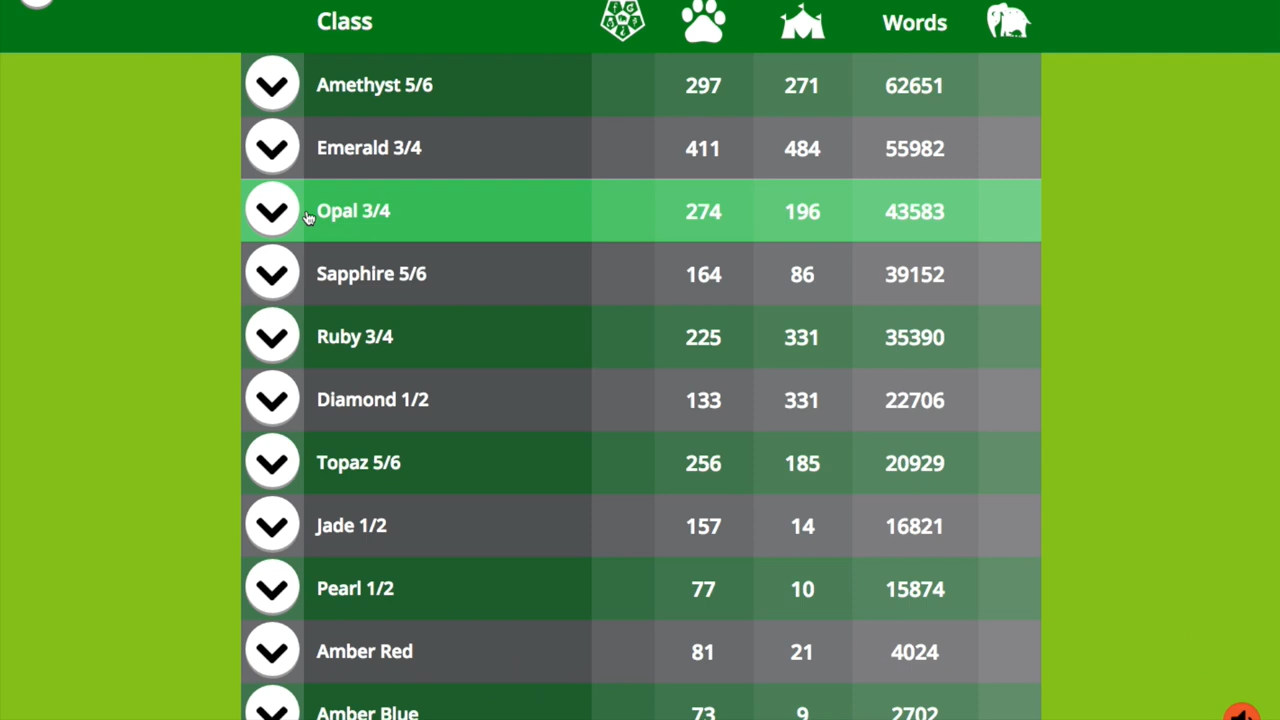 Class Words
Amethyst 5/6 297 271 62651
Emerald 3/4 411 484 55982
Opal 3/4 274 196 43583
Sapphire 5/6 164 86 39152
Ruby 3/4 225 331 35390
Diamond 1/2 133 331 22706
Topaz 5/6 256 185 20929
Jade 1/2 157 14 16821
Pearl 1/2 77 10 15874
Amber Red 81 21 4024
Amber Blue 73 9 2702